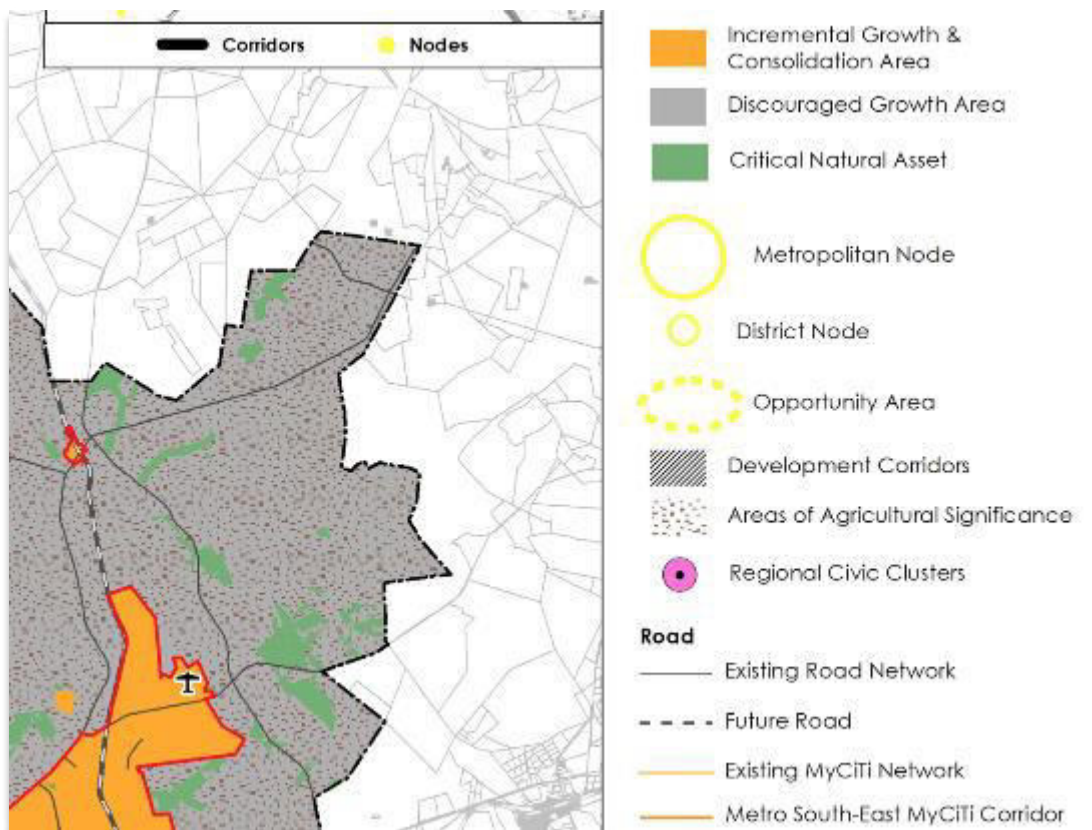 Corridors
Nodes
Incremental Growth &
Consolidation Area
Discouraged Growth Area
Critical Natural Asset
Metropolitan Node
District Node
Opportunity Area
Development Corridors
Areas of Agricultural Significance
Regional Civic Clusters
Road
Existing Road Network
Future Road
Existing MyCiTi Network
Metro South-East MyCiTi Corridor